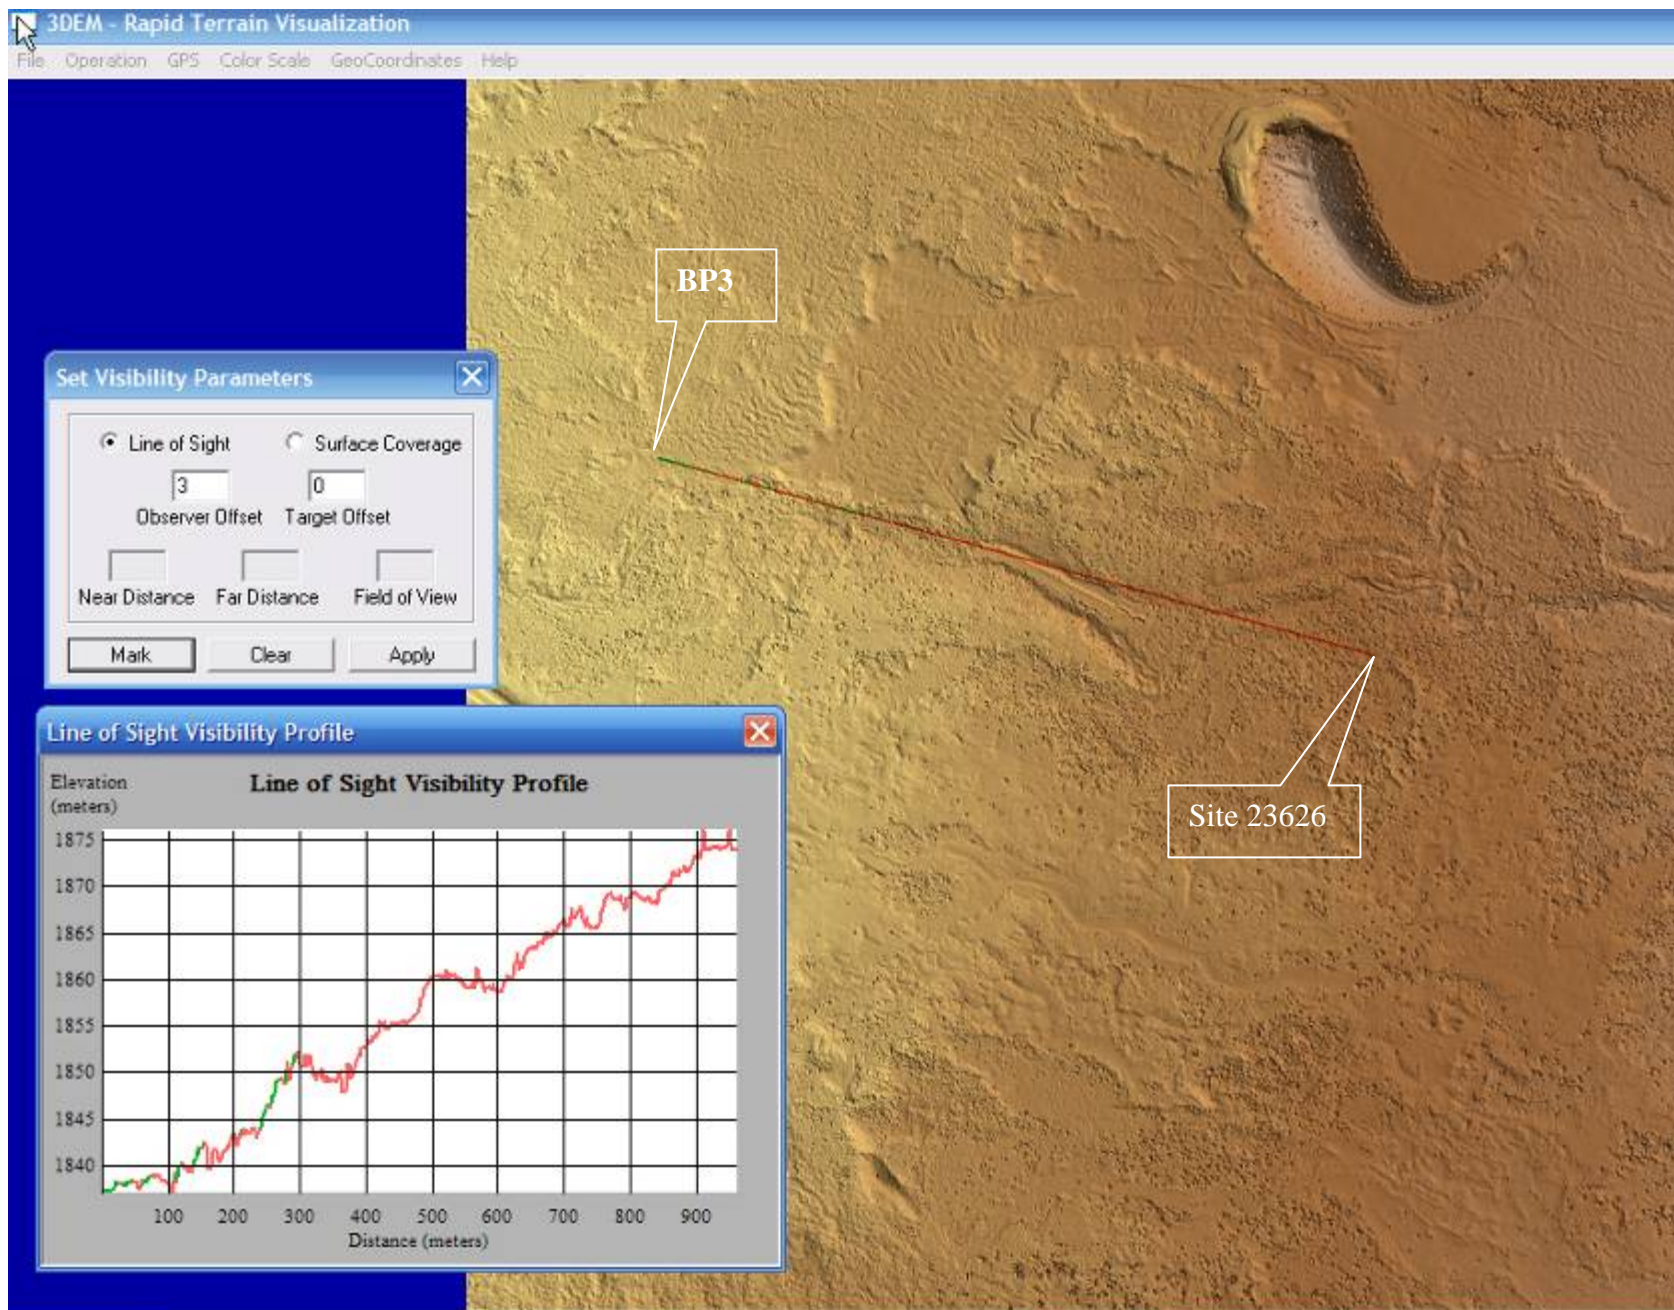 3DEM - Rapid Terrain Visualization
File Operation GPS Color Scale GeoCoordinates Help
BP3
Set Visibility Parameters
Line of Sight Surface Coverage
3 0
Observer Offset Target Offset
Near Distance Far Distance Field of View
Mark Clear Apply
Site 23626
Line of Sight Visibility Profile
Elevation
(meters)
Line of Sight Visibility Profile
1875
1870
1865
1860
1855
1850
1845
1840
100 200 300 400 500 600 700 800 900
Distance (meters)